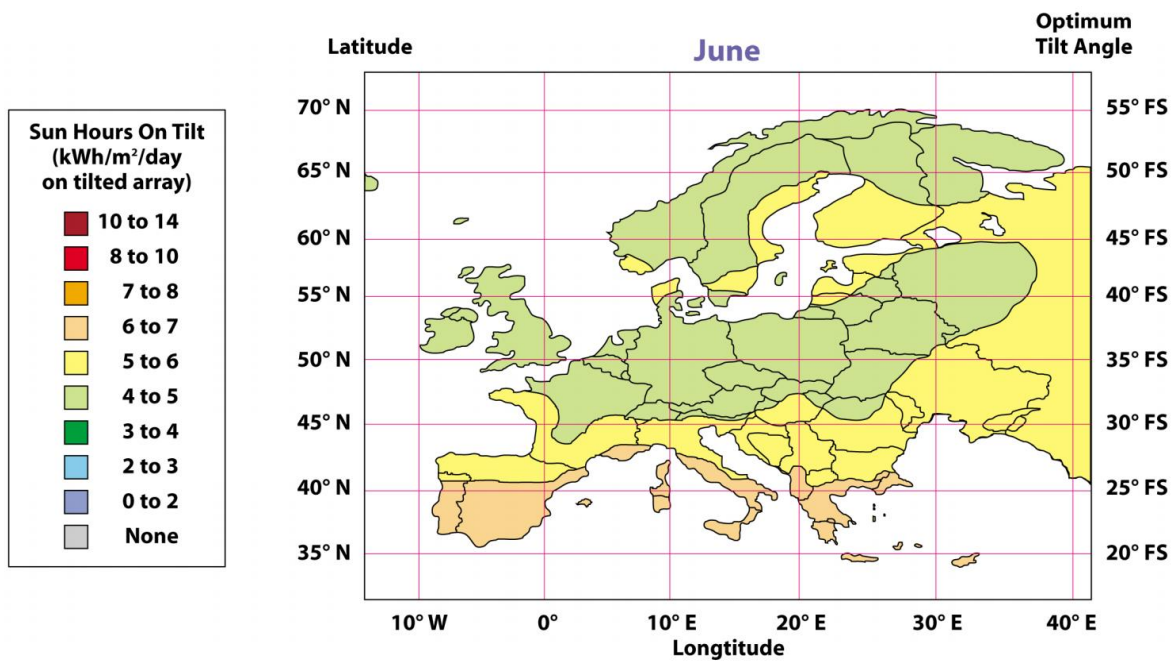 Latitude
June
Optimum
Tilt Angle
Sun Hours On Tilt
(kWh/m²/day
on tilted array)
10 to 14
8 to 10
7 to 8
6 to 7
5 to 6
4 to 5
3 to 4
2 to 3
0 to 2
None
70° N
65° N
60° N
55° N
50° N
45° N
40° N
35° N
55° FS
50° FS
45° FS
40° FS
35° FS
30° FS
25° FS
20° FS
10° W 0° 10° E 20° E 30° E 40° E
Longtitude